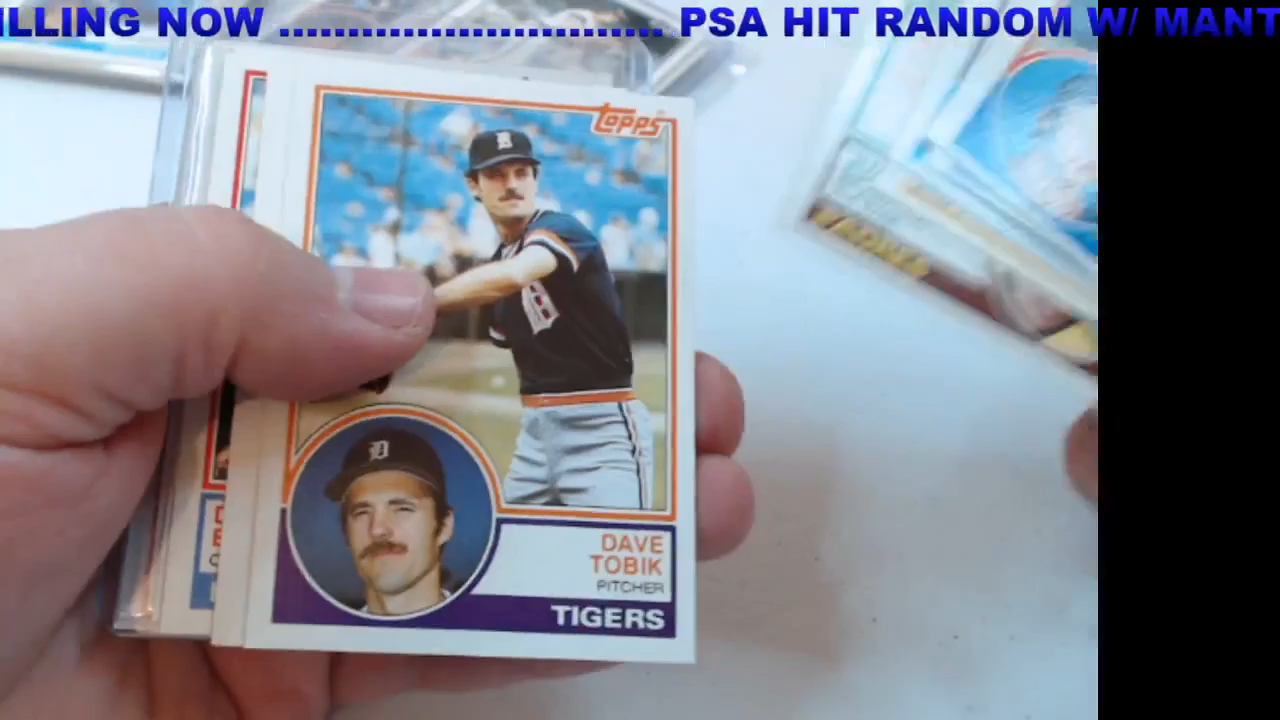 ILLING NOW ............................ PSA HIT RANDOM W/ MANT
topps
DAVE
TOBIK
PITCHER
TIGERS